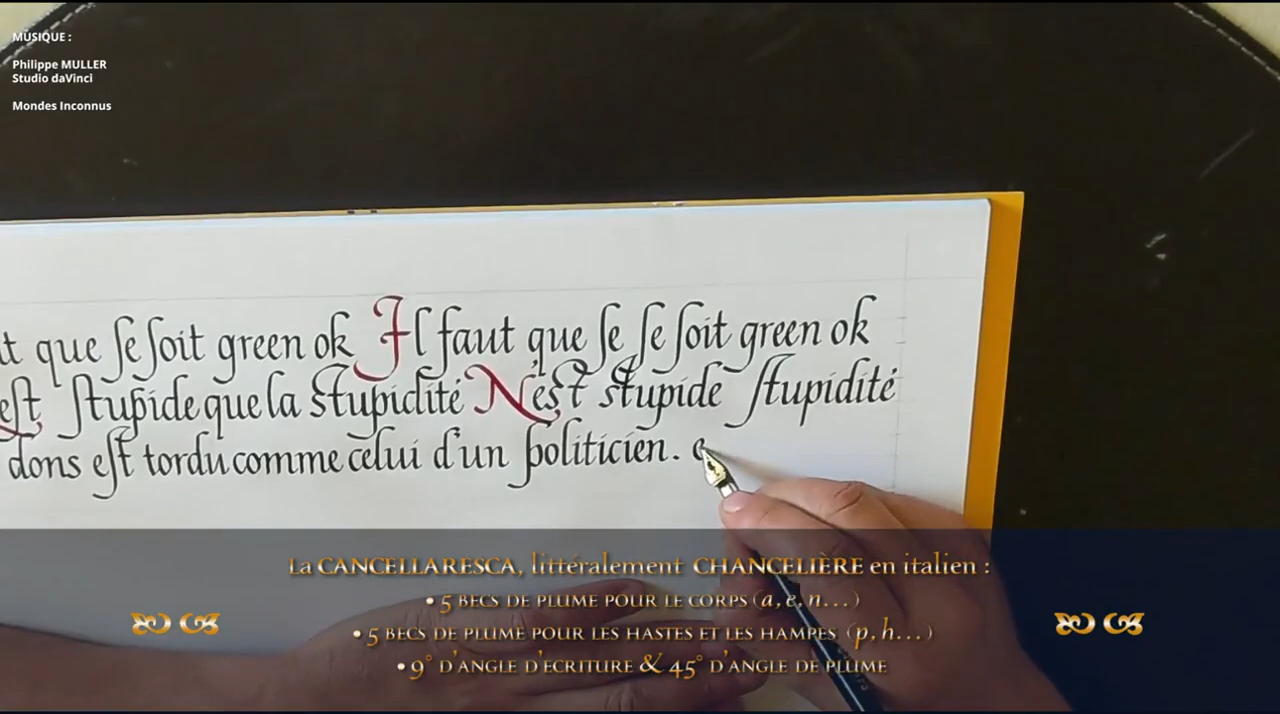 MUSIQUE :
Philippe MULLER
Studio daVinci
Mondes Inconnus
que ſe ſoit green ok Il faut que ſe ſe ſoit green ok
eſt ſtupide que la stupidité N'est stupide ſtupidité
dons eſt tordu comme celui d'un politicien. e
La CANCELLARESCA, littéralement CHANCELIÈRE en italien :
• 5 BECS DE PLUME POUR LE CORPS (a, e, n...)
• 5 BECS DE PLUME POUR LES HASTES ET LES HAMPES (p, h...)
• 9° D'ANGLE D'ECRITURE & 45° D'ANGLE DE PLUME